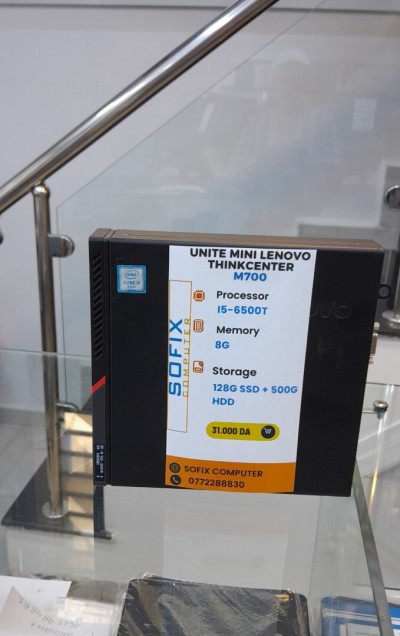 UNITE MINI LENOVO
THINKCENTER
M700
Processor
I5-6500T
Memory
8G
Storage
128G SSD + 500G
HDD
31.000 DA
SOFIX
COMPUTER
SOFIX COMPUTER
0772288830